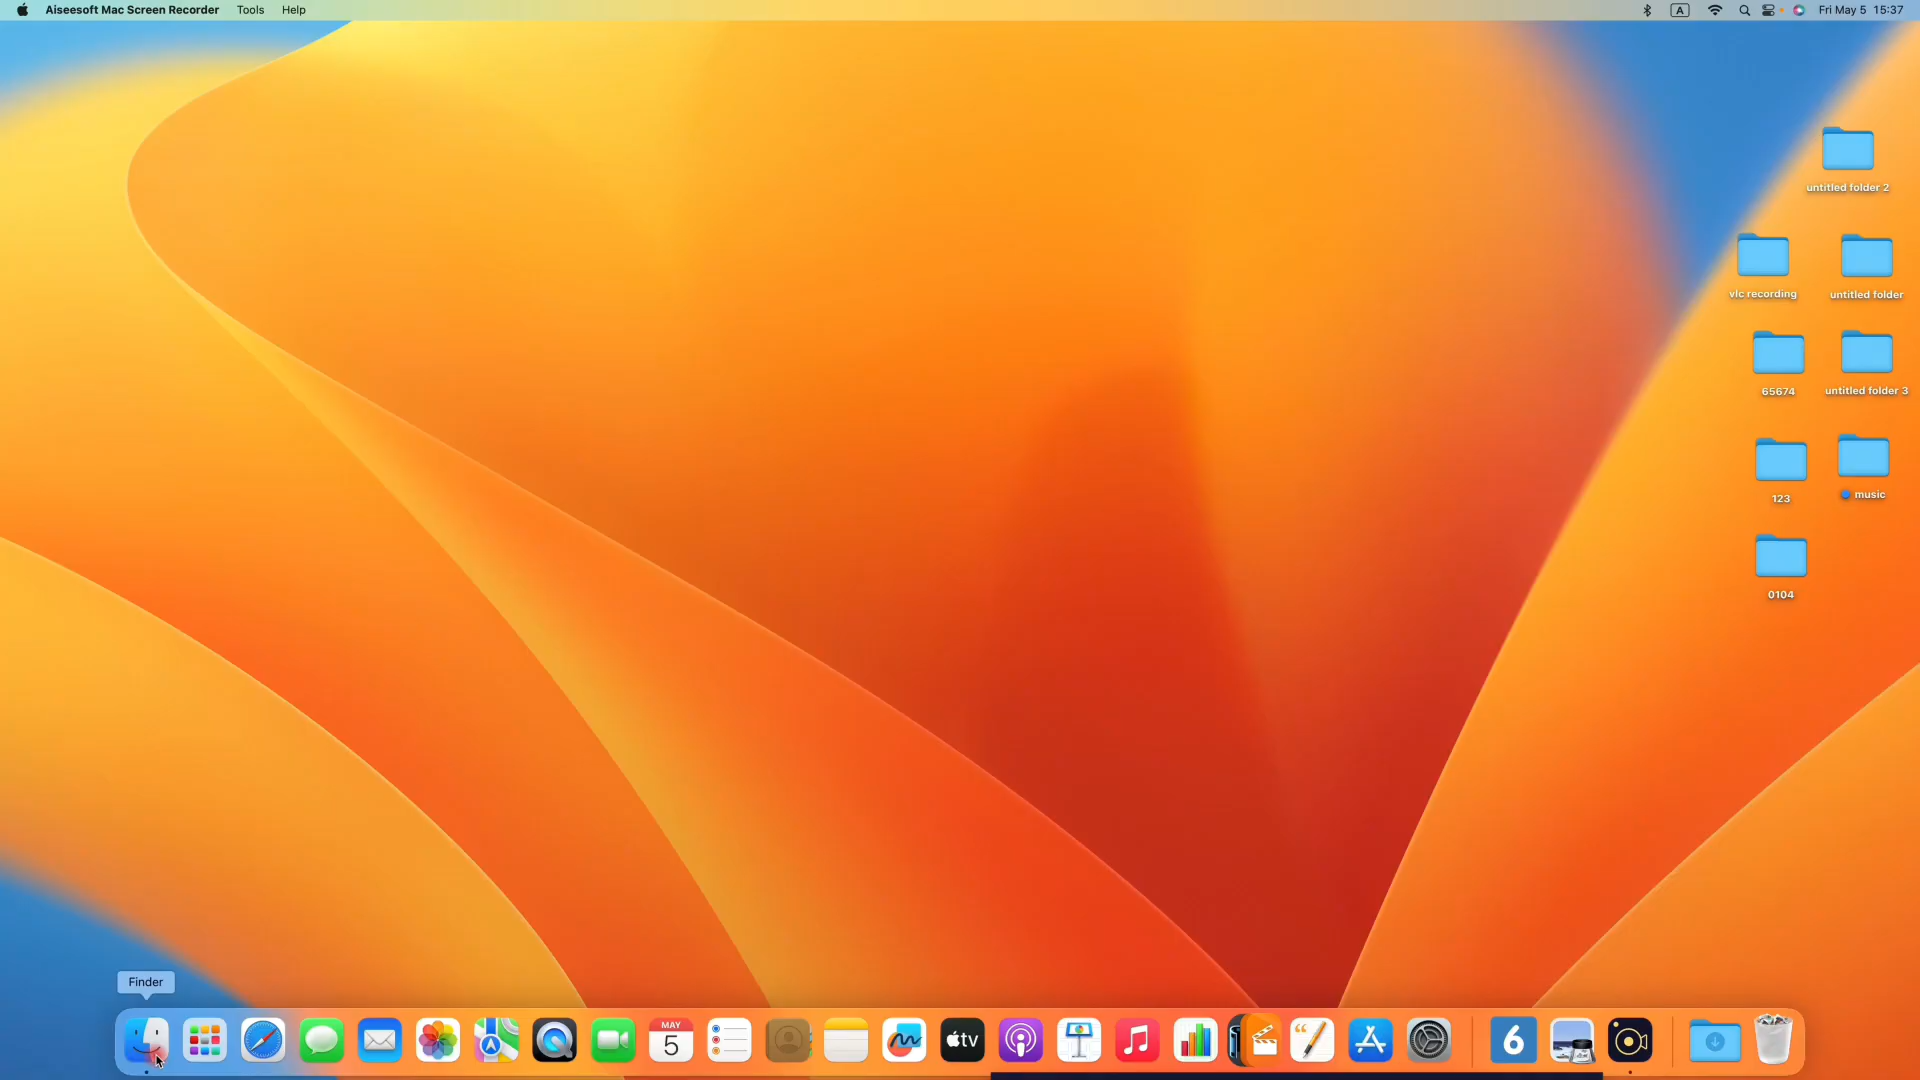 Aiseesoft Mac Screen Recorder Tools Help
A Fri May 5 15:37
untitled folder 2
vlc recording
untitled folder
65674
untitled folder 3
123
music
0104
Finder
MAY
5
tv
6